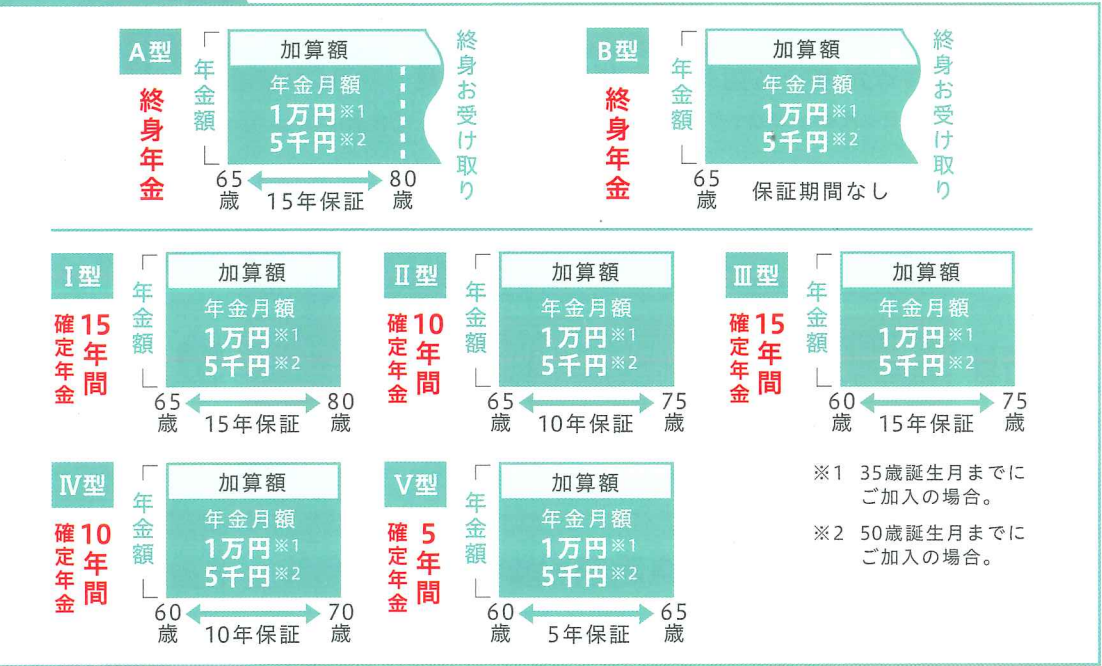 A型
終身年金
年金額
加算額
年金月額
1万円※1
5千円※2
終身お受け取り
65歳
15年保証
80歳
B型
終身年金
年金額
加算額
年金月額
1万円※1
5千円※2
終身お受け取り
65歳
保証期間なし
I型
15年間
確定年金
年金額
加算額
年金月額
1万円※1
5千円※2
65歳
15年保証
80歳
II型
10年間
確定年金
年金額
加算額
年金月額
1万円※1
5千円※2
65歳
10年保証
75歳
III型
15年間
確定年金
年金額
加算額
年金月額
1万円※1
5千円※2
60歳
15年保証
75歳
IV型
10年間
確定年金
年金額
加算額
年金月額
1万円※1
5千円※2
60歳
10年保証
70歳
V型
5年間
確定年金
年金額
加算額
年金月額
1万円※1
5千円※2
60歳
5年保証
65歳
※1 35歳誕生月までに
ご加入の場合。
※2 50歳誕生月までに
ご加入の場合。